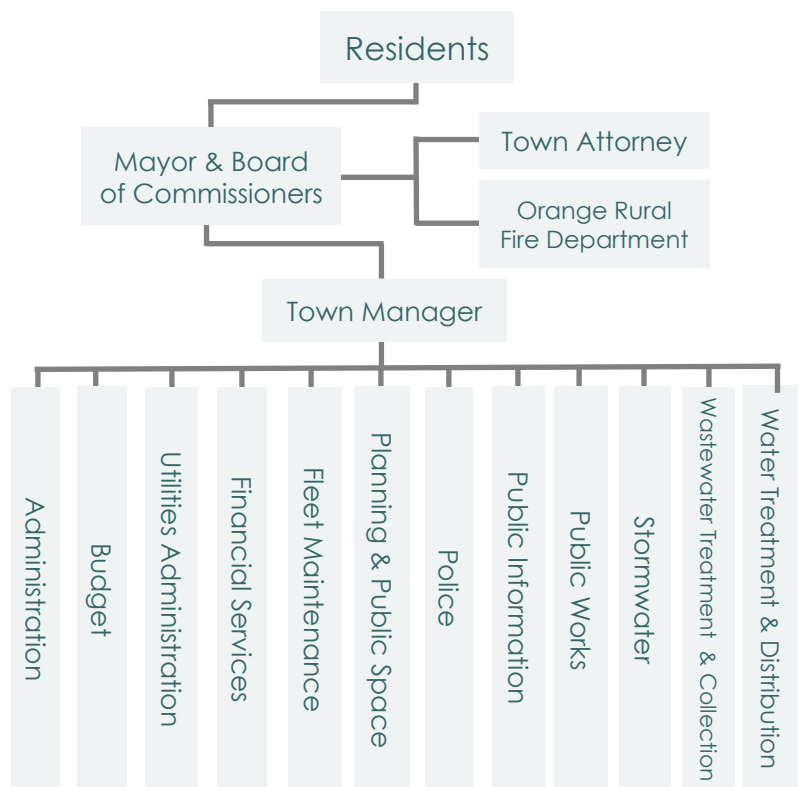 Residents
Mayor & Board
of Commissioners
Town Attorney
Orange Rural
Fire Department
Town Manager
Administration
Budget
Utilities Administration
Financial Services
Fleet Maintenance
Planning & Public Space
Police
Public Information
Public Works
Stormwater
Wastewater Treatment & Collection
Water Treatment & Distribution